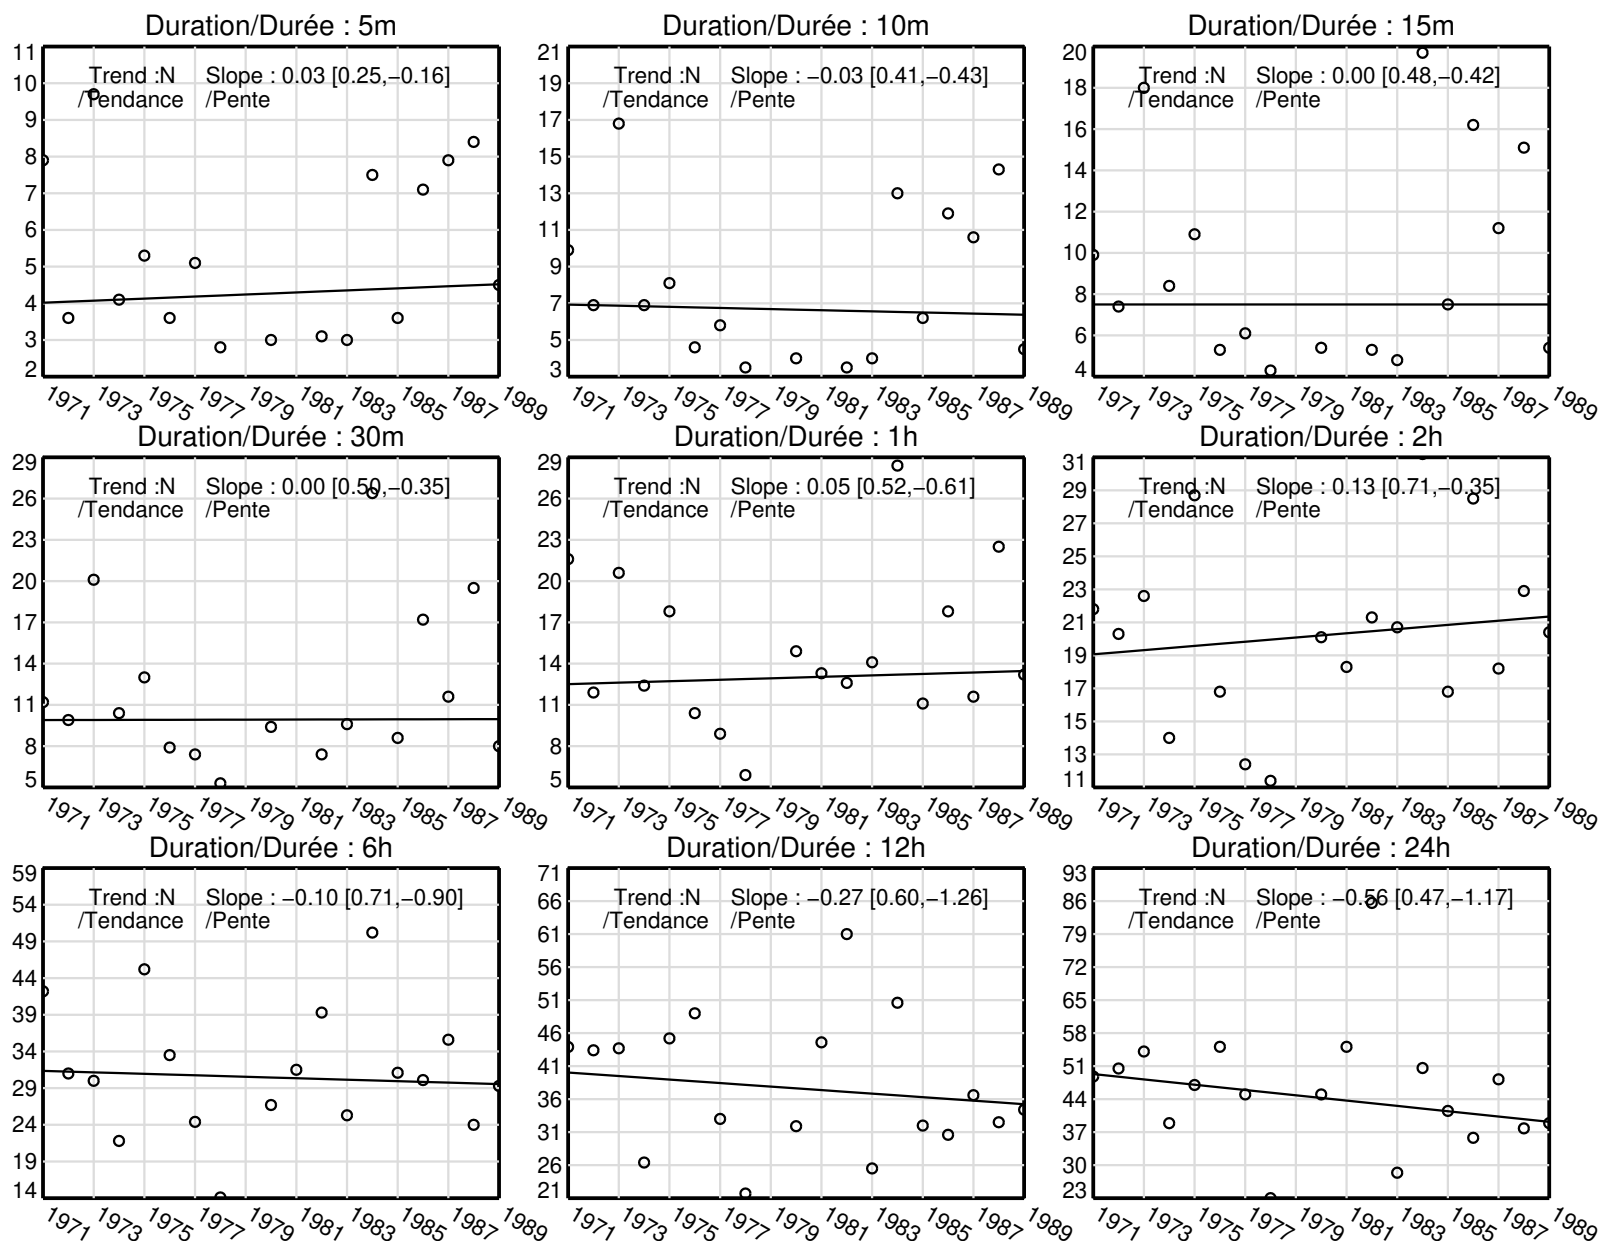 Duration/Durée : 5m
Trend :N Slope : 0.03 [0.25,−0.16]
/Tendance /Pente
11
10
9
8
7
6
5
4
3
2
1971 1973 1975 1977 1979 1981 1983 1985 1987 1989
Duration/Durée : 10m
Trend :N Slope : −0.03 [0.41,−0.43]
/Tendance /Pente
21
19
17
15
13
11
9
7
5
3
1971 1973 1975 1977 1979 1981 1983 1985 1987 1989
Duration/Durée : 15m
Trend :N Slope : 0.00 [0.48,−0.42]
/Tendance /Pente
20
18
16
14
12
10
8
6
4
1971 1973 1975 1977 1979 1981 1983 1985 1987 1989
Duration/Durée : 30m
Trend :N Slope : 0.00 [0.50,−0.35]
/Tendance /Pente
29
26
23
20
17
14
11
8
5
1971 1973 1975 1977 1979 1981 1983 1985 1987 1989
Duration/Durée : 1h
Trend :N Slope : 0.05 [0.52,−0.61]
/Tendance /Pente
29
26
23
20
17
14
11
8
5
1971 1973 1975 1977 1979 1981 1983 1985 1987 1989
Duration/Durée : 2h
Trend :N Slope : 0.13 [0.71,−0.35]
/Tendance /Pente
31
29
27
25
23
21
19
17
15
13
11
1971 1973 1975 1977 1979 1981 1983 1985 1987 1989
Duration/Durée : 6h
Trend :N Slope : −0.10 [0.71,−0.90]
/Tendance /Pente
59
54
49
44
39
34
29
24
19
14
1971 1973 1975 1977 1979 1981 1983 1985 1987 1989
Duration/Durée : 12h
Trend :N Slope : −0.27 [0.60,−1.26]
/Tendance /Pente
71
66
61
56
51
46
41
36
31
26
21
1971 1973 1975 1977 1979 1981 1983 1985 1987 1989
Duration/Durée : 24h
Trend :N Slope : −0.56 [0.47,−1.17]
/Tendance /Pente
93
86
79
72
65
58
51
44
37
30
23
1971 1973 1975 1977 1979 1981 1983 1985 1987 1989